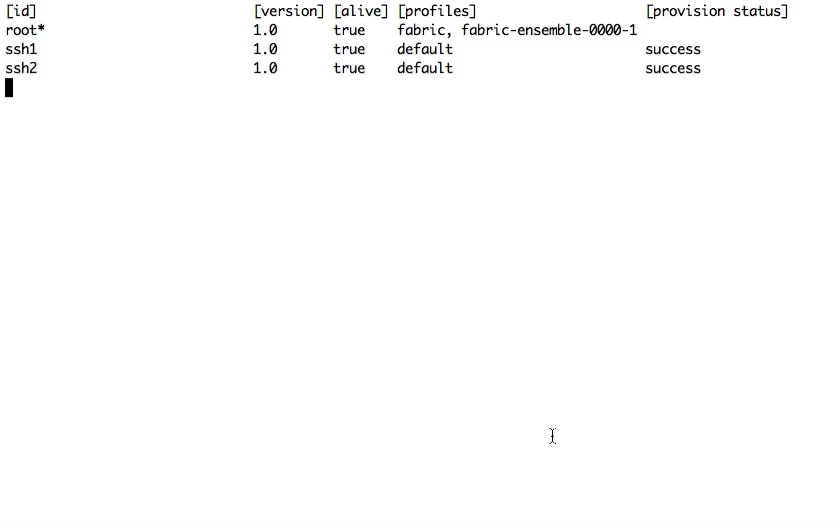 [id] [version] [alive] [profiles] [provision status]
root* 1.0 true fabric, fabric-ensemble-0000-1
ssh1 1.0 true default success
ssh2 1.0 true default success